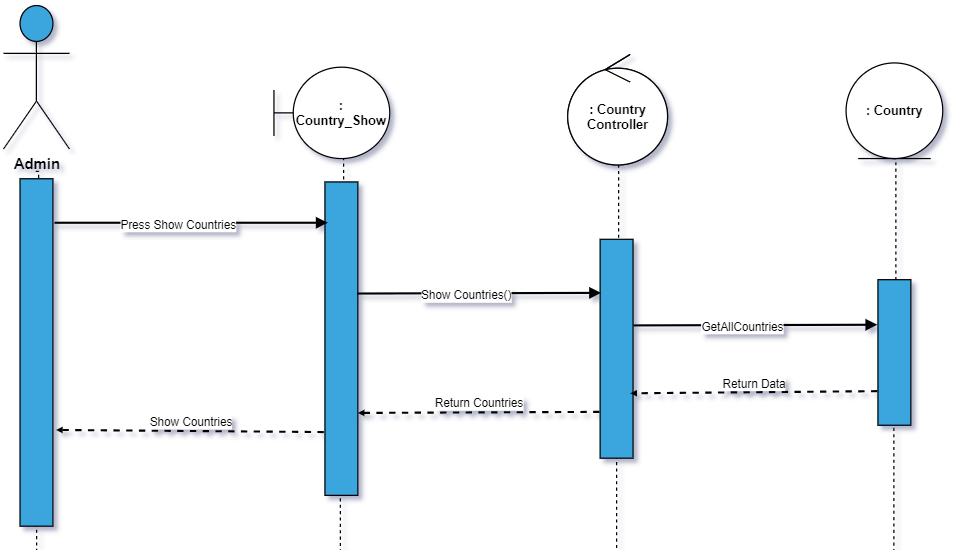 :
Country_Show
: Country
Controller
: Country
Admin
Press Show Countries
Show Countries()
GetAllCountries
Return Data
Return Countries
Show Countries